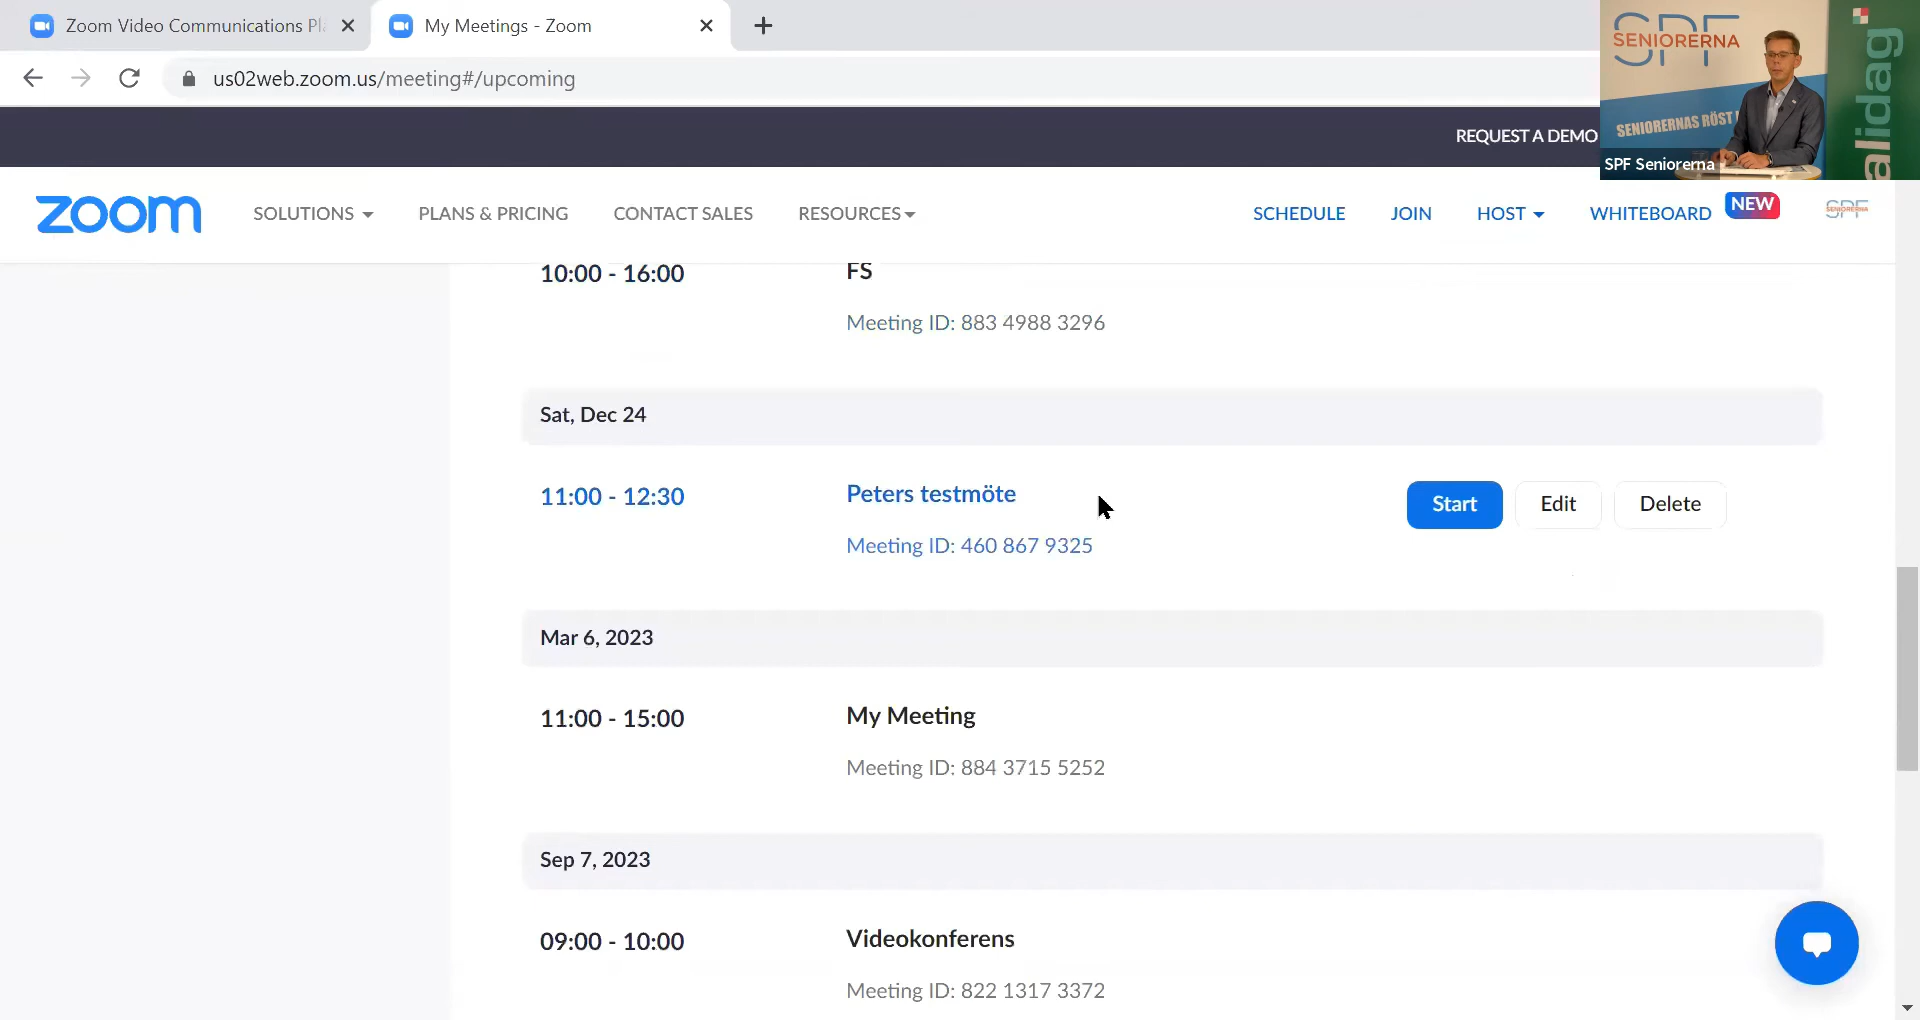 Zoom Video Communications Pl
My Meetings - Zoom
us02web.zoom.us/meeting#/upcoming
REQUEST A DEMO
SPF
SENIORERNA
SENIORERNAS RÖST
alidag
SPF Seniorerna
zoom
SOLUTIONS
PLANS & PRICING
CONTACT SALES
RESOURCES
SCHEDULE
JOIN
HOST
WHITEBOARD
NEW
SPF
SENIORERNA
10:00 - 16:00
FS
Meeting ID: 883 4988 3296
Sat, Dec 24
11:00 - 12:30
Peters testmöte
Start
Edit
Delete
Meeting ID: 460 867 9325
Mar 6, 2023
11:00 - 15:00
My Meeting
Meeting ID: 884 3715 5252
Sep 7, 2023
09:00 - 10:00
Videokonferens
Meeting ID: 822 1317 3372